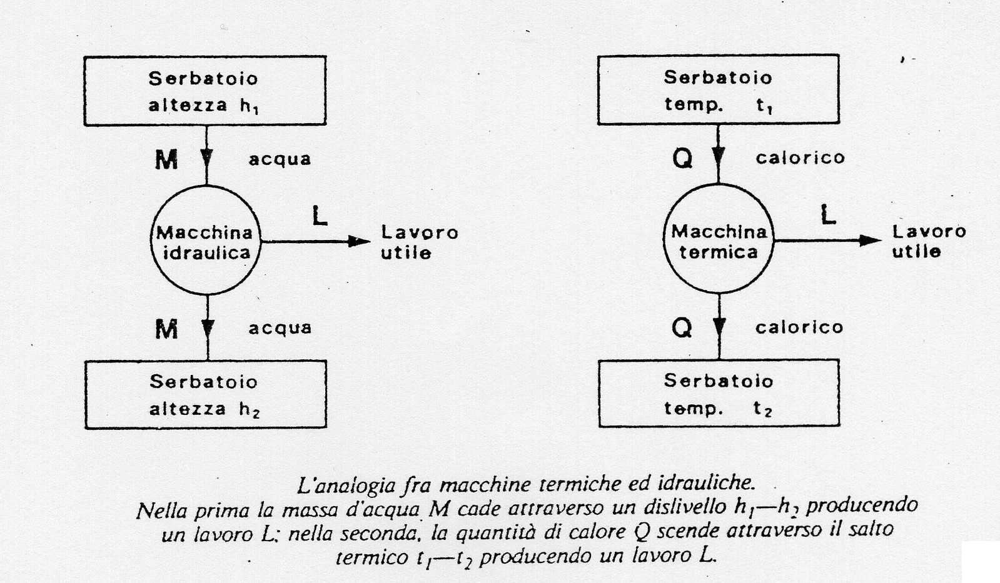 Serbatoio
altezza h₁
M acqua
Macchina
idraulica
L
Lavoro
utile
M acqua
Serbatoio
altezza h₂
Serbatoio
temp. t₁
Q calorico
Macchina
termica
L
Lavoro
utile
Q calorico
Serbatoio
temp. t₂
L'analogia fra macchine termiche ed idrauliche.
Nella prima la massa d'acqua M cade attraverso un dislivello h₁—h₂ producendo
un lavoro L; nella seconda, la quantità di calore Q scende attraverso il salto
termico t₁—t₂ producendo un lavoro L.